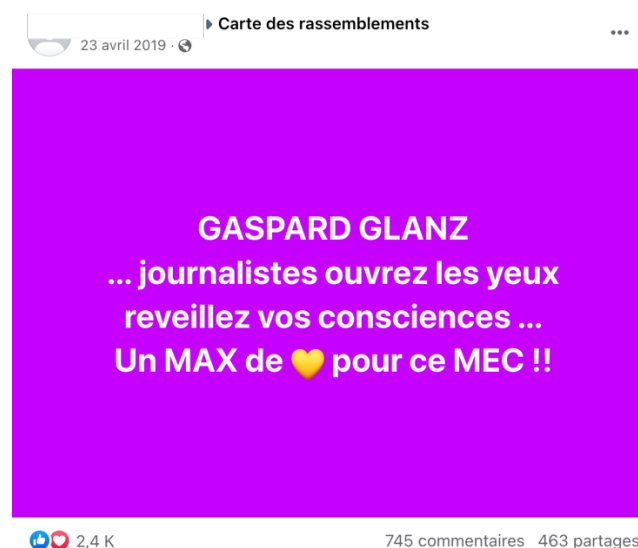 Carte des rassemblements
23 avril 2019 ·
GASPARD GLANZ
... journalistes ouvrez les yeux
reveillez vos consciences ...
Un MAX de 💛 pour ce MEC !!
2,4 K 745 commentaires 463 partages